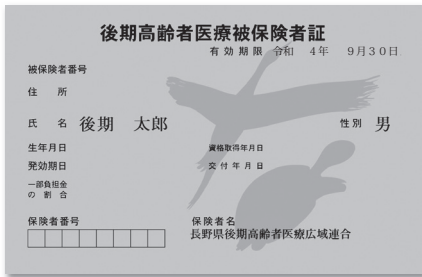 後期高齢者医療被保険者証
有効期限 令和 4年 9月30日
被保険者番号
住 所
氏 名 後期 太郎 性別 男
生年月日 資格取得年月日
発効期日 交付年月日
一部負担金
の割合
保険者番号 保険者名
長野県後期高齢者医療広域連合